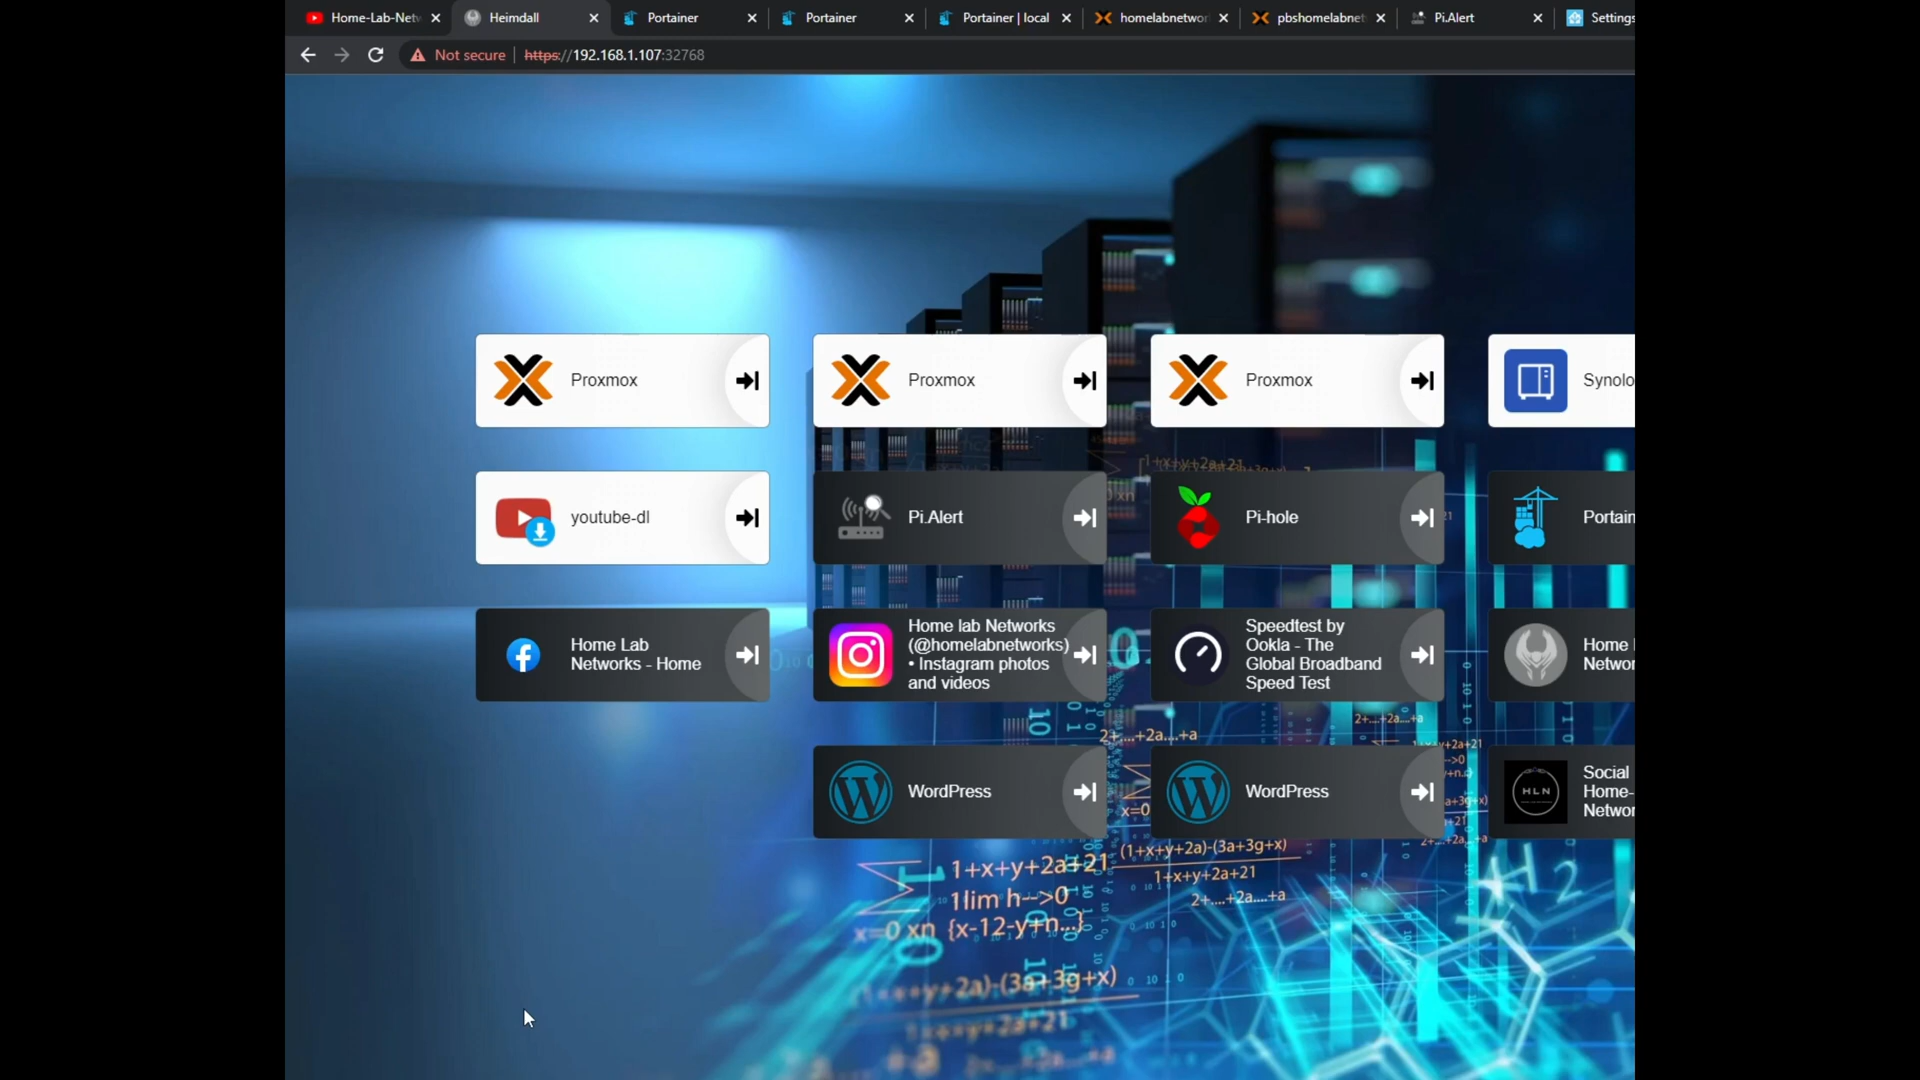 Home-Lab-Netw
Heimdall
Portainer
Portainer
Portainer | local
homelabnetwor
pbshomelabnet
Pi.Alert
Settings
Not secure
https://192.168.1.107:32768
Proxmox
Proxmox
Proxmox
Synolo
youtube-dl
Pi.Alert
Pi-hole
Portain
Home Lab
Networks - Home
Home lab Networks
(@homelabnetworks)
• Instagram photos
and videos
Speedtest by
Ookla - The
Global Broadband
Speed Test
Home
Networ
WordPress
WordPress
HLN
Social
Home-
Networ
2+....+2a....+a
1+x+y+2a+21
1lim h-->0
x=0 xn {x-12-y+n...}
(1+x+y+2a)-(3a+3g+x)
1+x+y+2a+21
2+....+2a....+a
H2